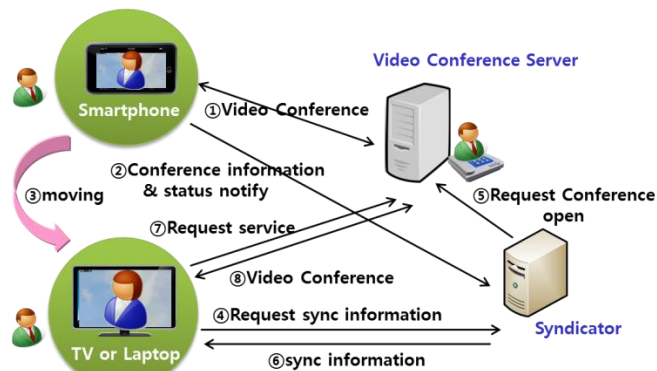 Video Conference Server
Smartphone
①Video Conference
②Conference information
& status notify
③moving
⑤Request Conference
open
⑦Request service
⑧Video Conference
④Request sync information
Syndicator
TV or Laptop
⑥sync information